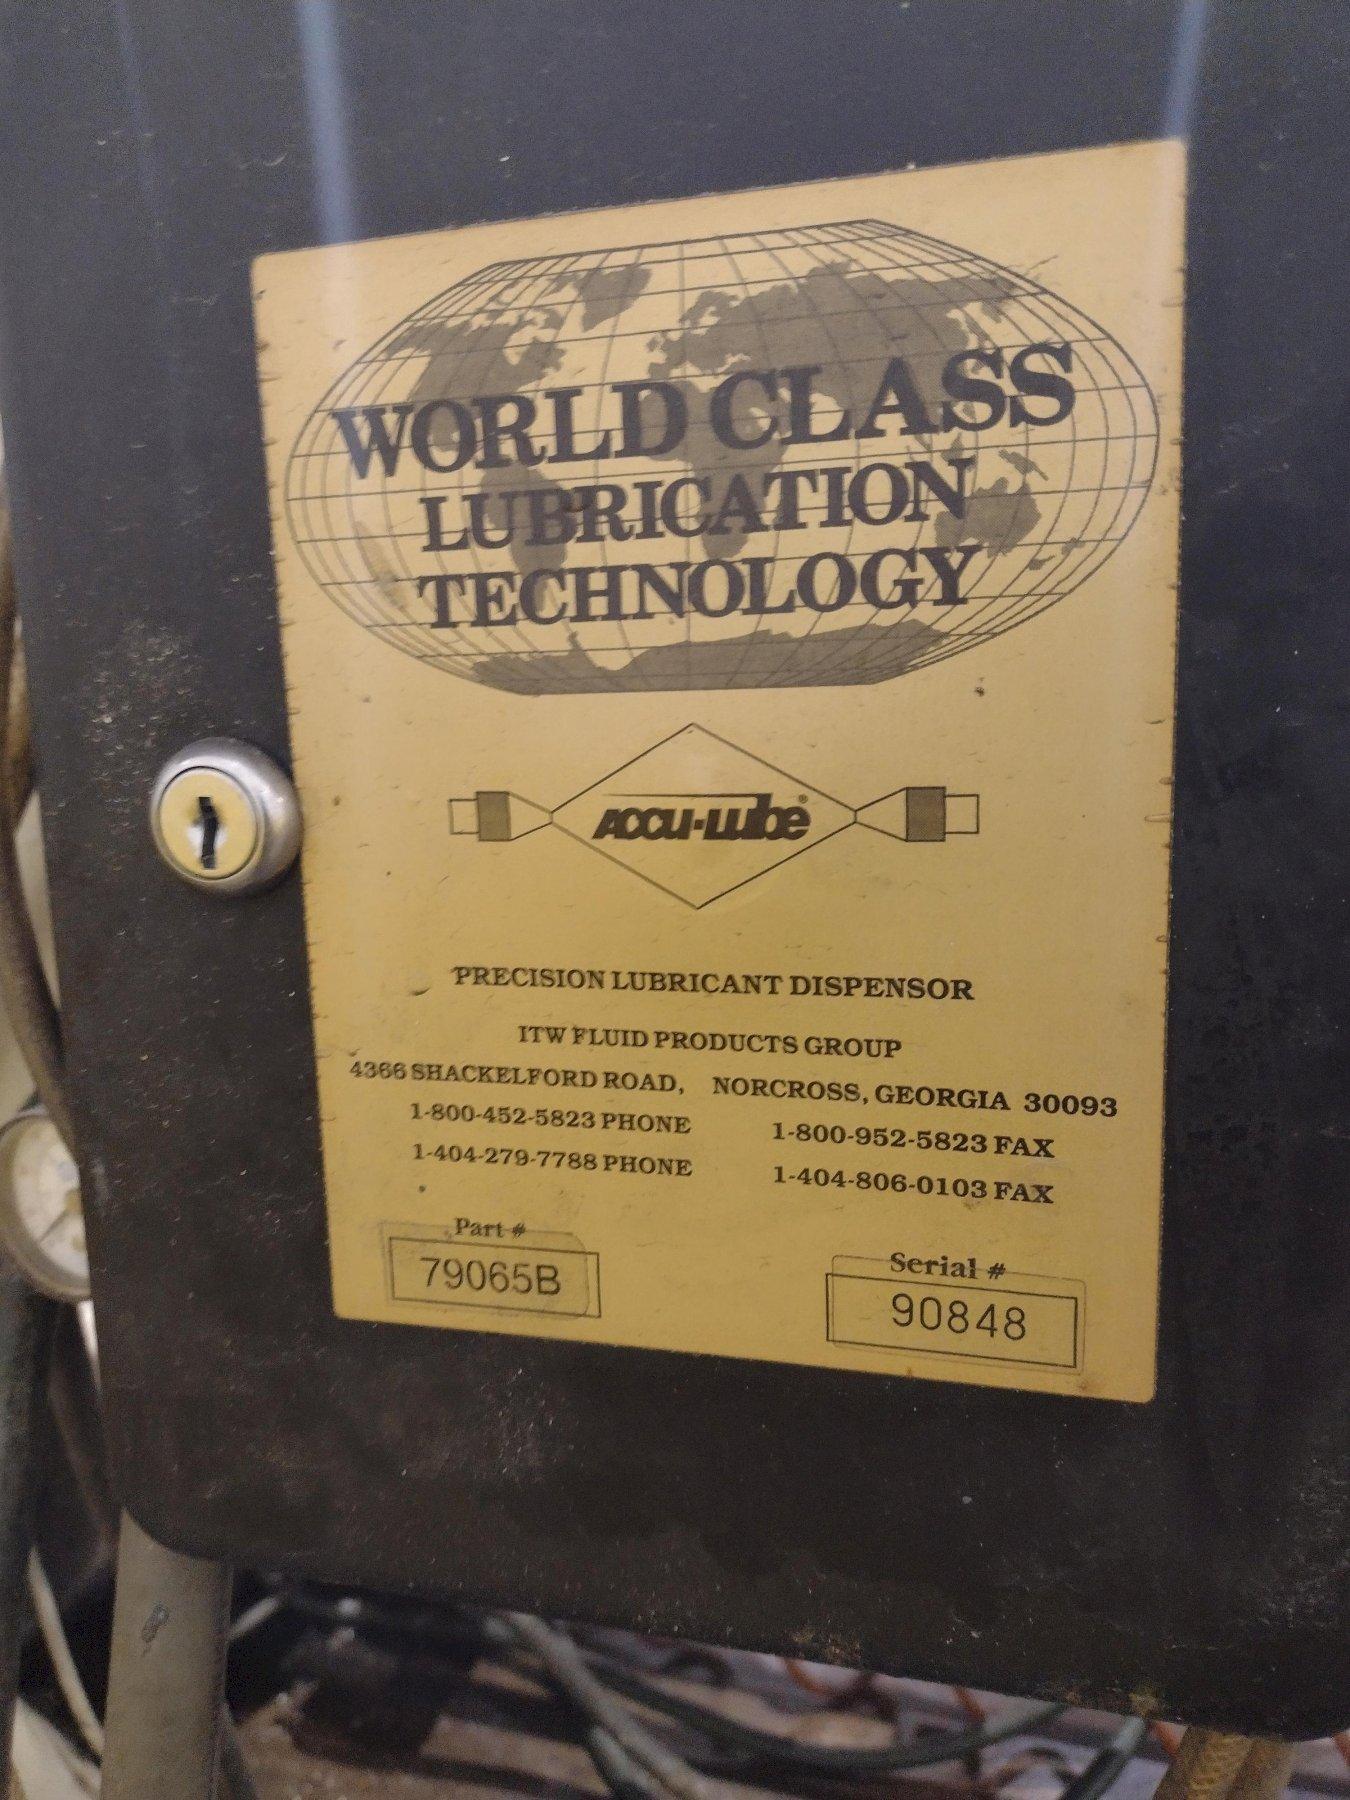 WORLD CLASS
LUBRICATION
TECHNOLOGY
ACCU-LUBE®
PRECISION LUBRICANT DISPENSOR
ITW FLUID PRODUCTS GROUP
4366 SHACKELFORD ROAD, NORCROSS, GEORGIA 30093
1-800-452-5823 PHONE 1-800-952-5823 FAX
1-404-279-7788 PHONE 1-404-806-0103 FAX
Part # Serial #
79065B 90848